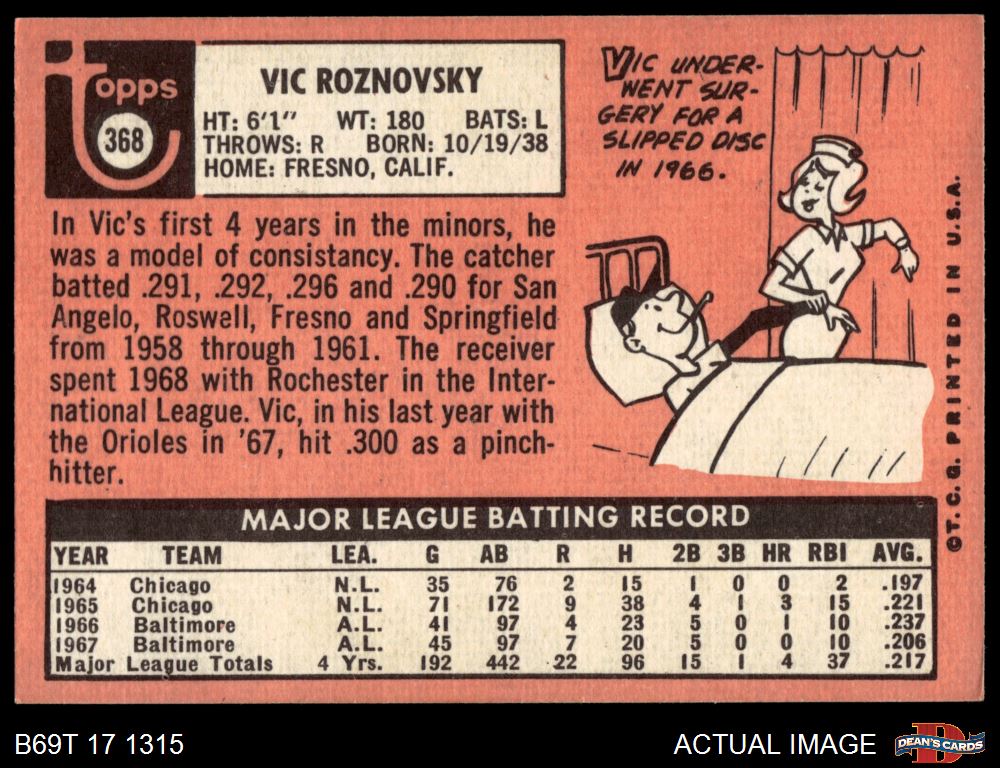 Topps
368
VIC ROZNOVSKY
HT: 6'1" WT: 180 BATS: L
THROWS: R BORN: 10/19/38
HOME: FRESNO, CALIF.
VIC UNDER-
WENT SUR-
GERY FOR A
SLIPPED DISC
IN 1966.
In Vic's first 4 years in the minors, he
was a model of consistancy. The catcher
batted .291, .292, .296 and .290 for San
Angelo, Roswell, Fresno and Springfield
from 1958 through 1961. The receiver
spent 1968 with Rochester in the Inter-
national League. Vic, in his last year with
the Orioles in '67, hit .300 as a pinch-
hitter.
©T. C. G. PRINTED IN U.S.A.
MAJOR LEAGUE BATTING RECORD
YEAR TEAM LEA. G AB R H 2B 3B HR RBI AVG.
1964 Chicago N.L. 35 76 2 15 1 0 0 2 .197
1965 Chicago N.L. 71 172 9 38 4 1 3 15 .221
1966 Baltimore A.L. 41 97 4 23 5 0 1 10 .237
1967 Baltimore A.L. 45 97 7 20 5 0 0 10 .206
Major League Totals 4 Yrs. 192 442 22 96 15 1 4 37 .217
B69T 17 1315
ACTUAL IMAGE
DEAN'S CARDS